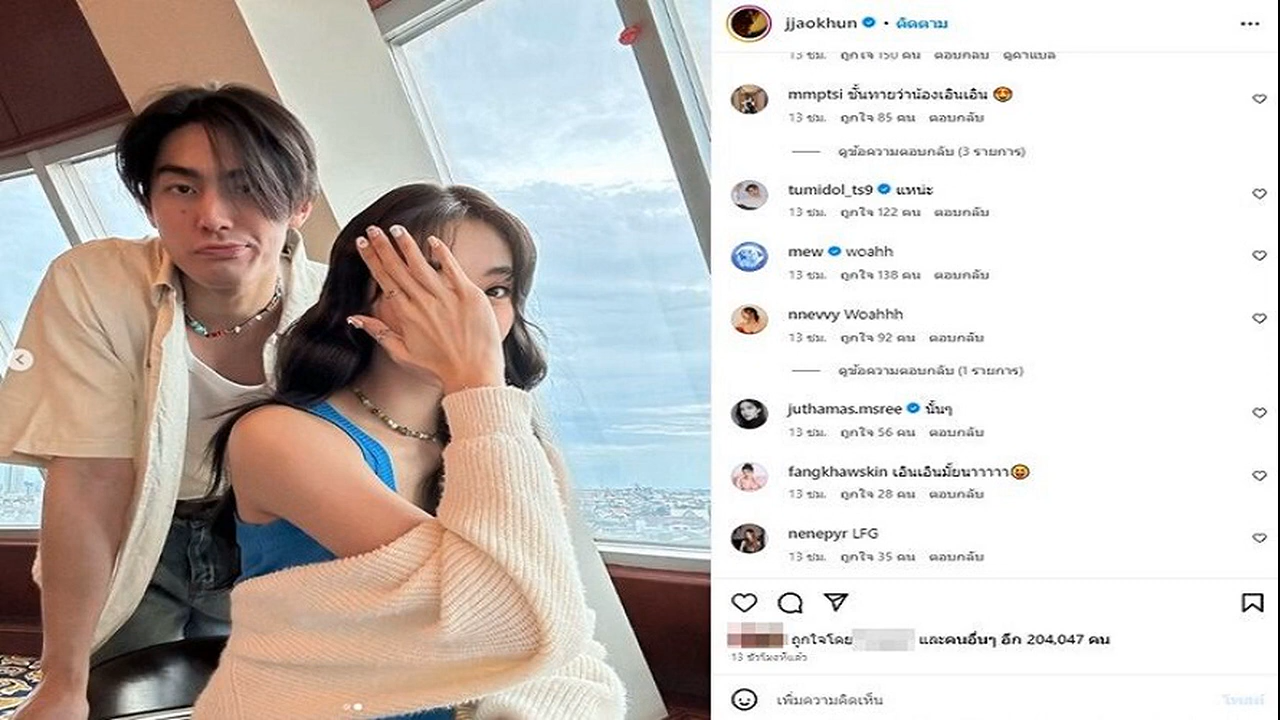 jjaokhun • ติดตาม
13 ชม. ถูกใจ 150 คน ตอบกลับ ดูคำแปล
mmptsi ชั้นทายว่าน้องเอินเอิน 🤩
13 ชม. ถูกใจ 85 คน ตอบกลับ
ดูข้อความตอบกลับ (3 รายการ)
tumidol_ts9 แหน่ะ
13 ชม. ถูกใจ 122 คน ตอบกลับ
mew woahh
13 ชม. ถูกใจ 138 คน ตอบกลับ
nnevvy Woahhh
13 ชม. ถูกใจ 92 คน ตอบกลับ
ดูข้อความตอบกลับ (1 รายการ)
juthamas.msree นั้นๆ
13 ชม. ถูกใจ 56 คน ตอบกลับ
fangkhawskin เอินเอินมั้ยนาาาาา😝
13 ชม. ถูกใจ 28 คน ตอบกลับ
nenepyr LFG
13 ชม. ถูกใจ 35 คน ตอบกลับ
ถูกใจโดย และคนอื่นๆ อีก 204,047 คน
13 ชั่วโมงที่แล้ว
เพิ่มความคิดเห็น โพสต์